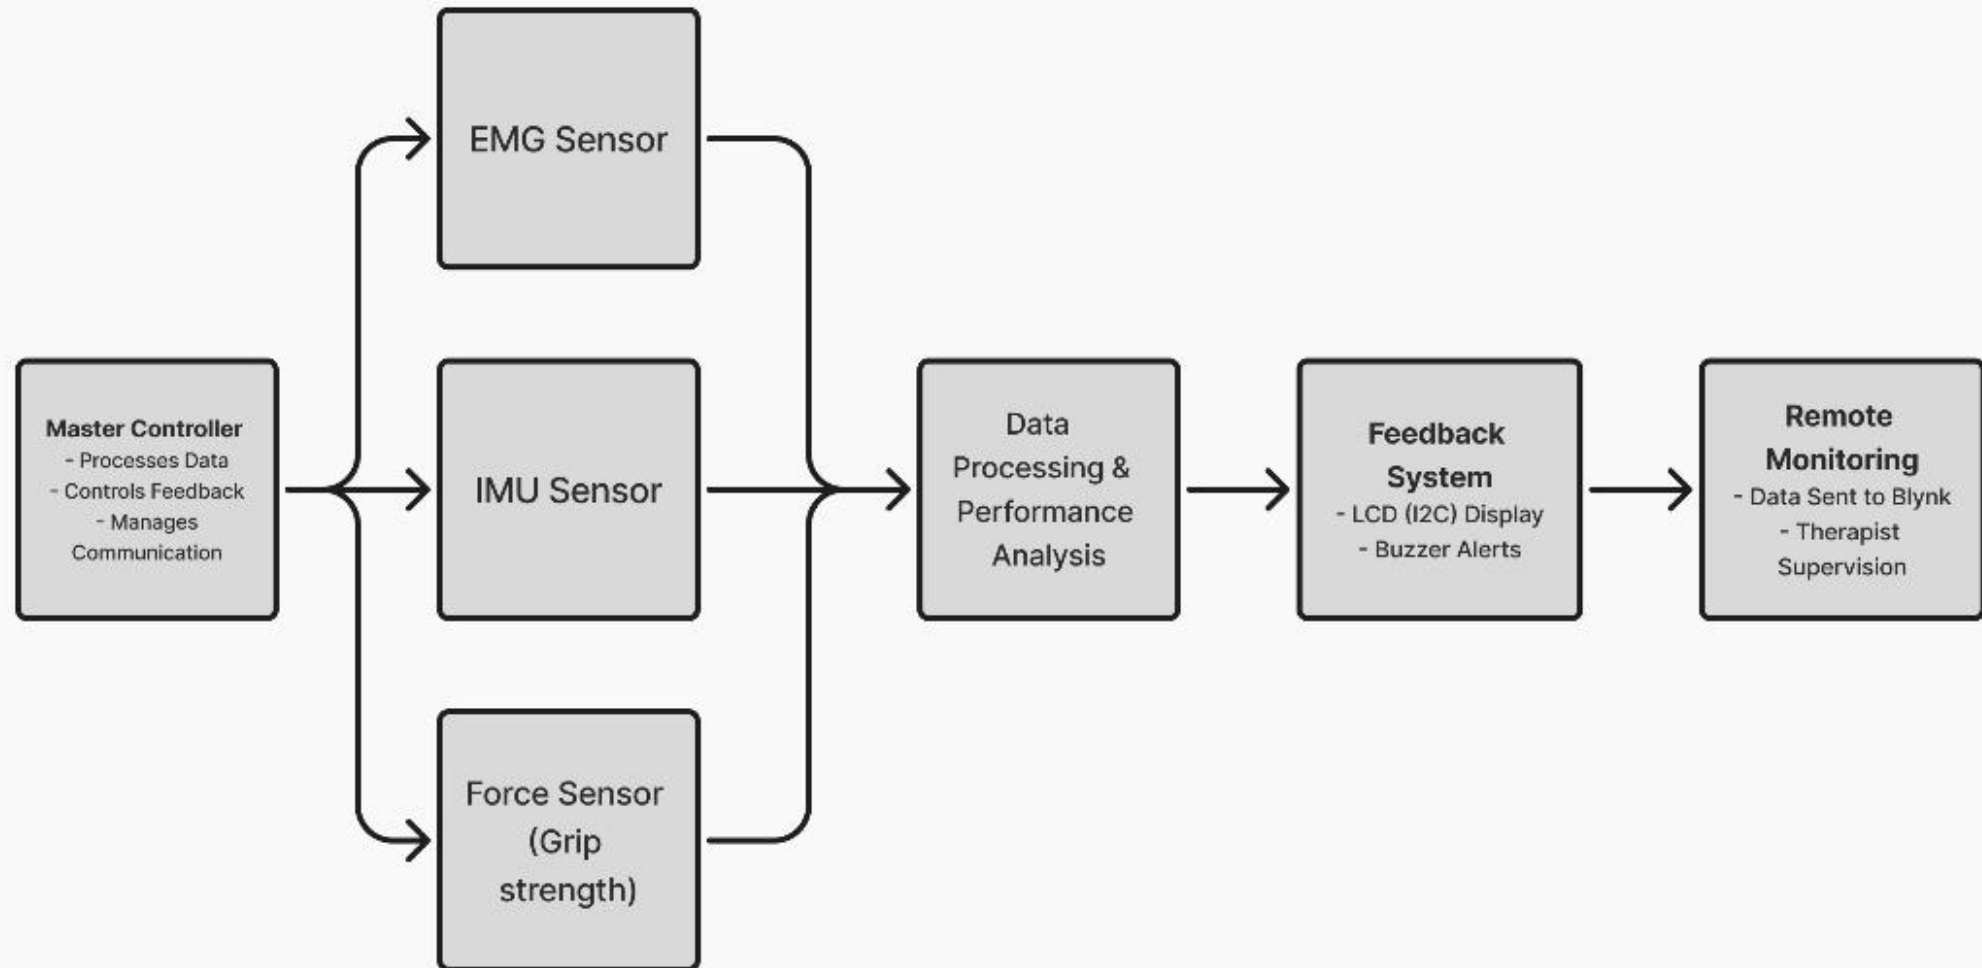 EMG Sensor
Master Controller
- Processes Data
- Controls Feedback
- Manages
Communication
IMU Sensor
Force Sensor
(Grip
strength)
Data
Processing &
Performance
Analysis
Feedback
System
- LCD (I2C) Display
- Buzzer Alerts
Remote
Monitoring
- Data Sent to Blynk
- Therapist
Supervision